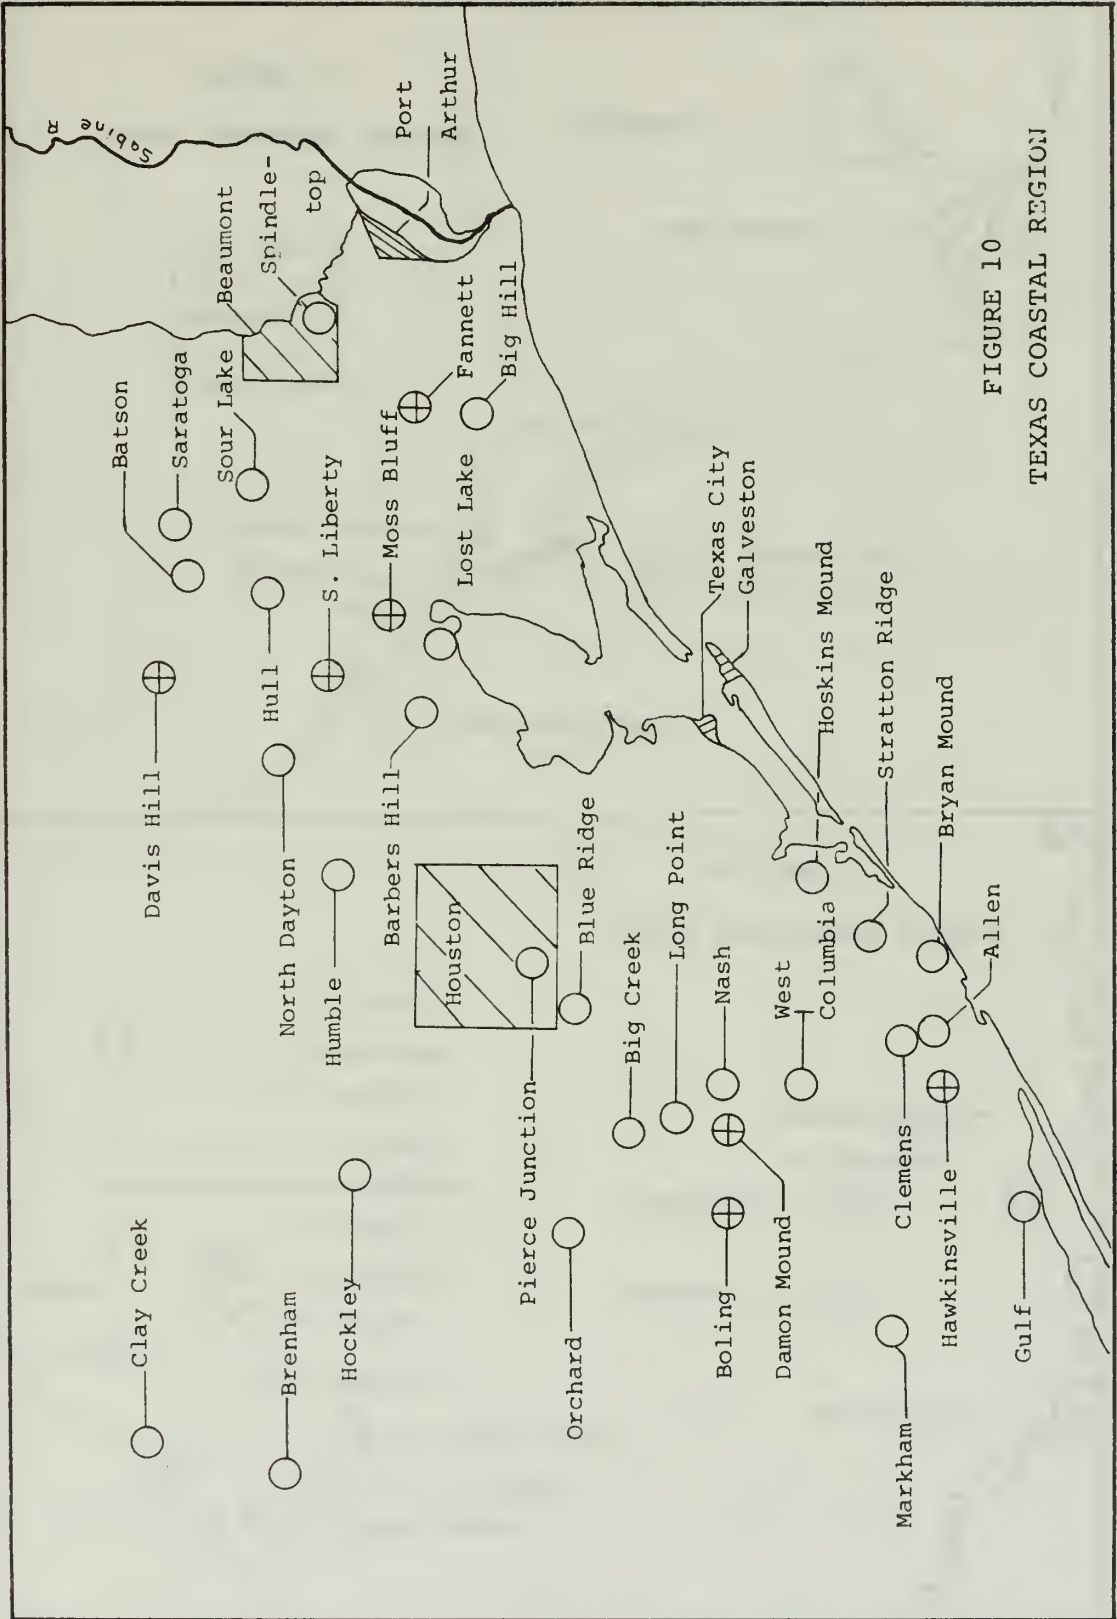 Sabine R
Port
Arthur
Spindle-
top
Beaumont
Sour Lake
Saratoga
Batson
Fannett
Big Hill
Moss Bluff
Lost Lake
S. Liberty
Hull
Davis Hill
North Dayton
Humble
Barbers Hill
Houston
Blue Ridge
Pierce Junction
Hockley
Clay Creek
Brenham
Orchard
Big Creek
Long Point
Nash
West
Columbia
Texas City
Galveston
Hoskins Mound
Stratton Ridge
Bryan Mound
Allen
Clemens
Hawkinsville
Gulf
Boling
Damon Mound
Markham
FIGURE 10
TEXAS COASTAL REGION